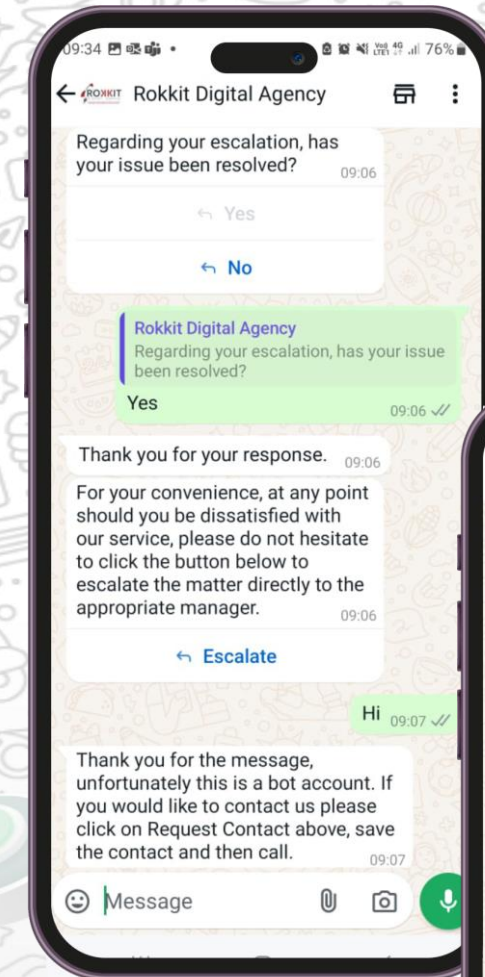 09:34
76%
ROKKIT
Rokkit Digital Agency
Regarding your escalation, has
your issue been resolved?
09:06
Yes
No
Rokkit Digital Agency
Regarding your escalation, has your issue
been resolved?
Yes
09:06
Thank you for your response.
09:06
For your convenience, at any point
should you be dissatisfied with
our service, please do not hesitate
to click the button below to
escalate the matter directly to the
appropriate manager.
09:06
Escalate
Hi
09:07
Thank you for the message,
unfortunately this is a bot account. If
you would like to contact us please
click on Request Contact above, save
the contact and then call.
09:07
Message